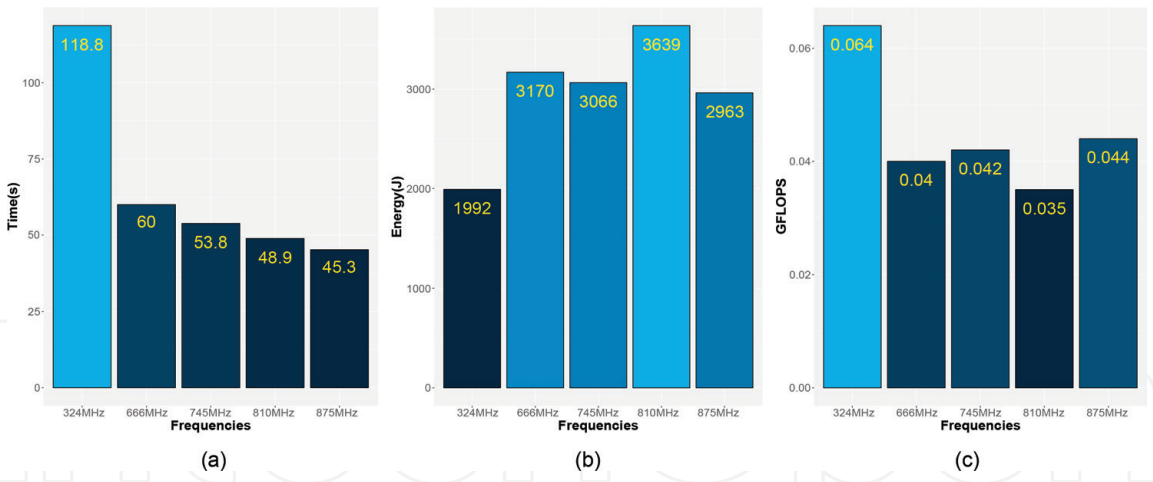 118.8
60
53.8
48.9
45.3
100
75
50
25
0
Time(s)
324MHz 666MHz 745MHz 810MHz 875MHz
Frequencies
(a)
1992
3170
3066
3639
2963
3000
2000
1000
0
Energy(J)
324MHz 666MHz 745MHz 810MHz 875MHz
Frequencies
(b)
0.064
0.04
0.042
0.035
0.044
0.06
0.04
0.02
0.00
GFLOPS
324MHz 666MHz 745MHz 810MHz 875MHz
Frequencies
(c)